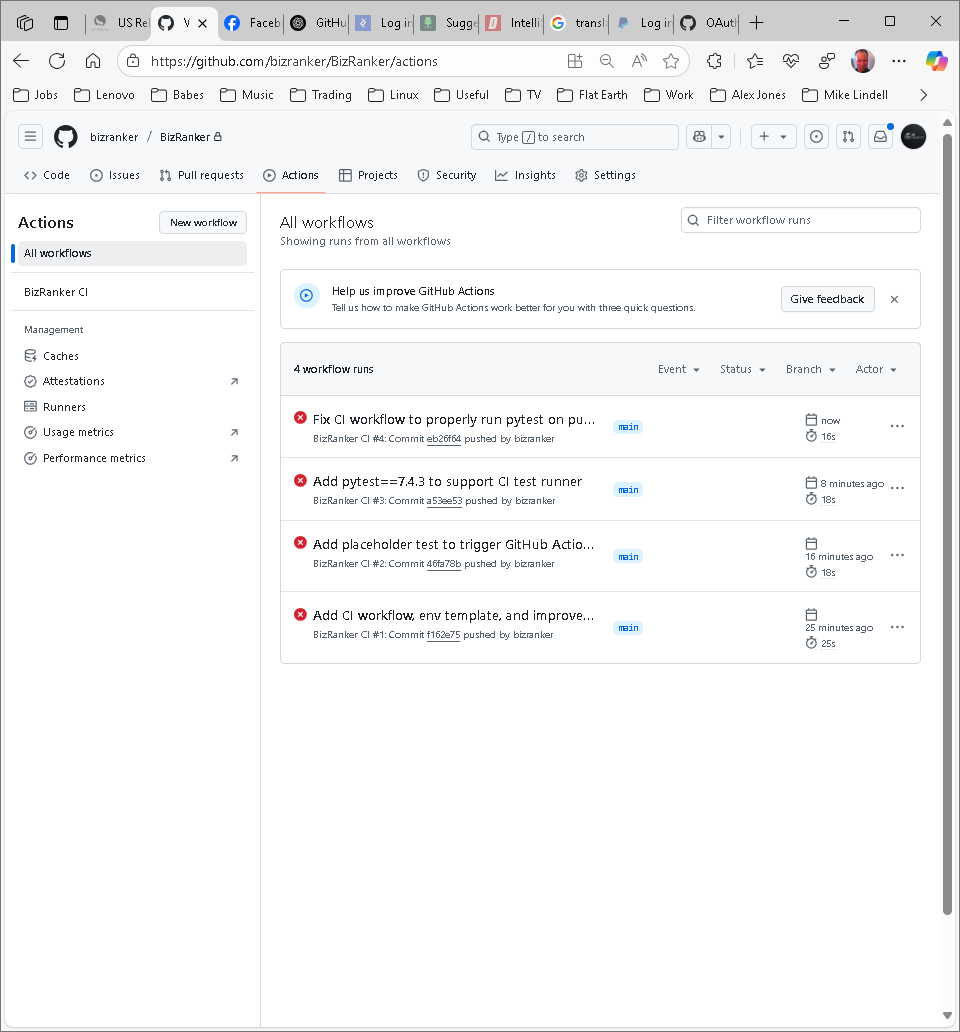 US Re
V
Faceb
GitHu
Log in
Sugge
Intelli
transl
Log in
OAut
https://github.com/bizranker/BizRanker/actions
Jobs
Lenovo
Babes
Music
Trading
Linux
Useful
TV
Flat Earth
Work
Alex Jones
Mike Lindell
bizranker / BizRanker
Type / to search
Code
Issues
Pull requests
Actions
Projects
Security
Insights
Settings
Actions
New workflow
All workflows
BizRanker CI
Management
Caches
Attestations
Runners
Usage metrics
Performance metrics
All workflows
Showing runs from all workflows
Filter workflow runs
Help us improve GitHub Actions
Tell us how to make GitHub Actions work better for you with three quick questions.
Give feedback
4 workflow runs
Event
Status
Branch
Actor
Fix CI workflow to properly run pytest on pu...
BizRanker CI #4: Commit eb26f64 pushed by bizranker
main
now
16s
Add pytest==7.4.3 to support CI test runner
BizRanker CI #3: Commit a53ee53 pushed by bizranker
main
8 minutes ago
18s
Add placeholder test to trigger GitHub Actio...
BizRanker CI #2: Commit 46fa78b pushed by bizranker
main
16 minutes ago
18s
Add CI workflow, env template, and improve...
BizRanker CI #1: Commit f162e75 pushed by bizranker
main
25 minutes ago
25s